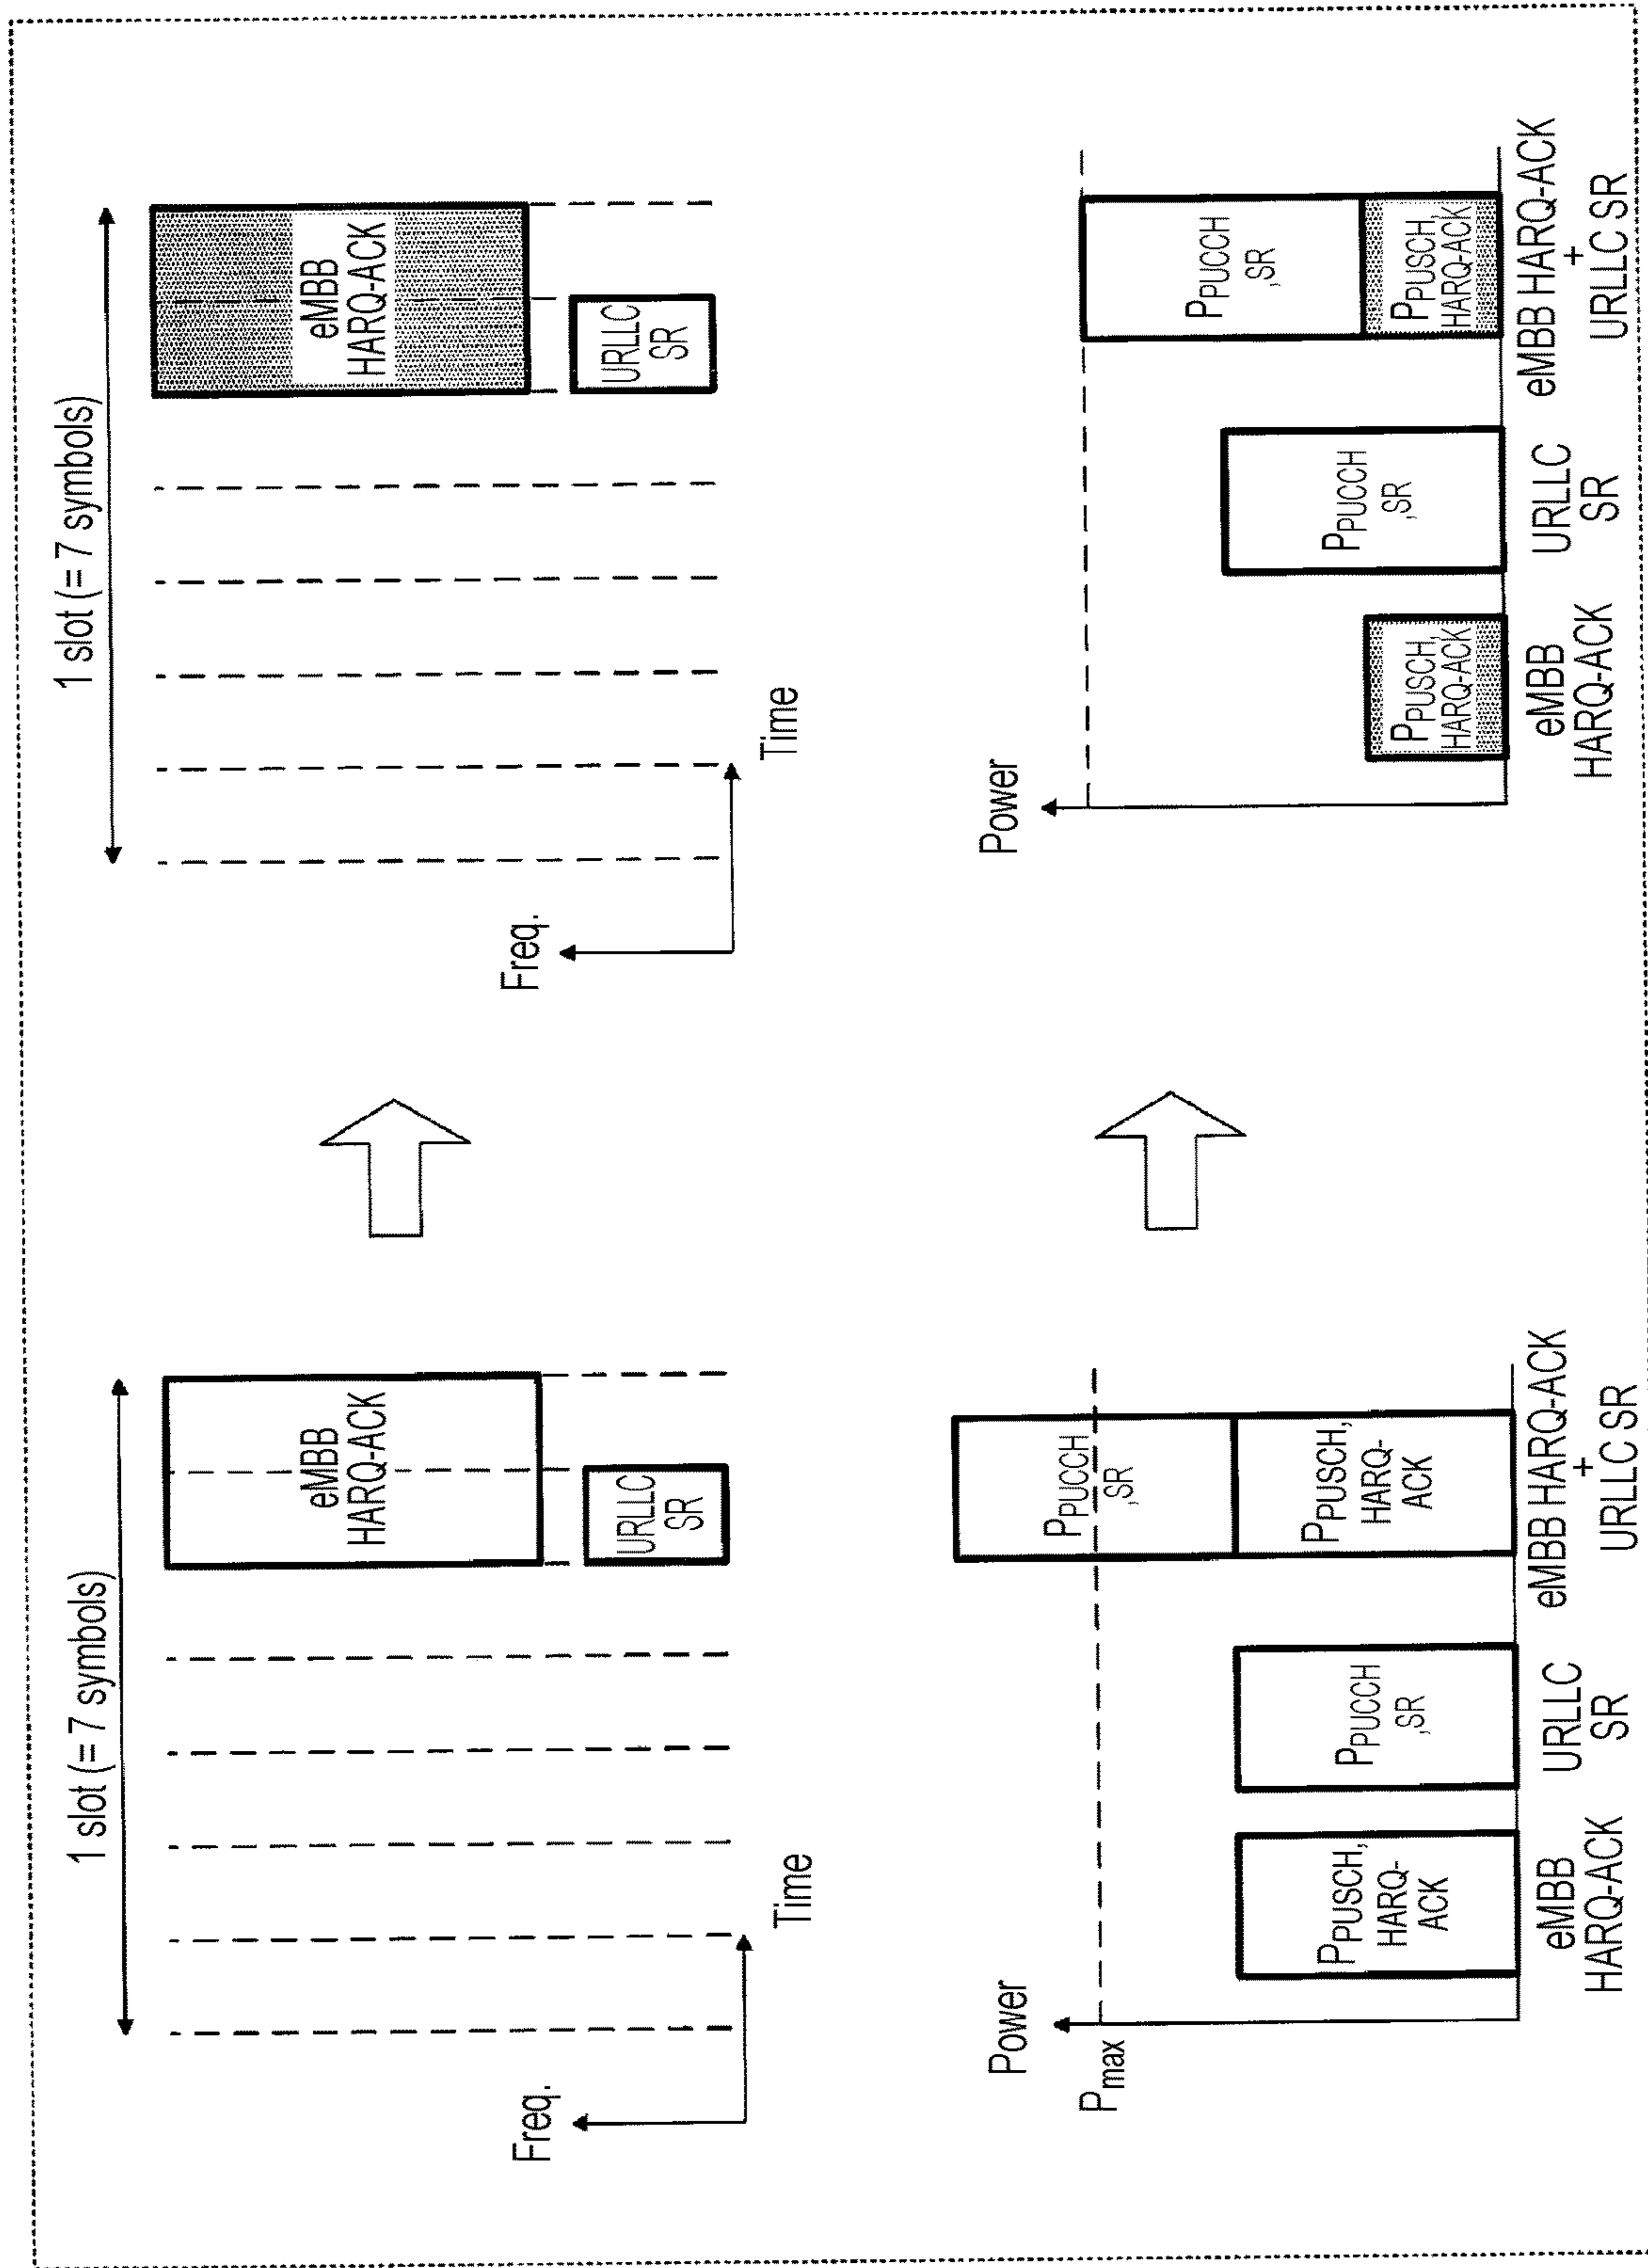 1 slot (= 7 symbols)
eMBB
HARQ-ACK
URLLC
SR
Freq.
Time
Power
Pmax
PPUSCH,
HARQ-
ACK
PPUCCH
,SR
PPUCCH
,SR
PPUSCH,
HARQ-
ACK
eMBB
HARQ-ACK
URLLC
SR
eMBB HARQ-ACK
+
URLLC SR
1 slot (= 7 symbols)
eMBB
HARQ-ACK
URLLC
SR
Freq.
Time
Power
PPUSCH,
HARQ-ACK
PPUCCH
,SR
PPUCCH
,SR
PPUSCH,
HARQ-ACK
eMBB
HARQ-ACK
URLLC
SR
eMBB HARQ-ACK
+
URLLC SR